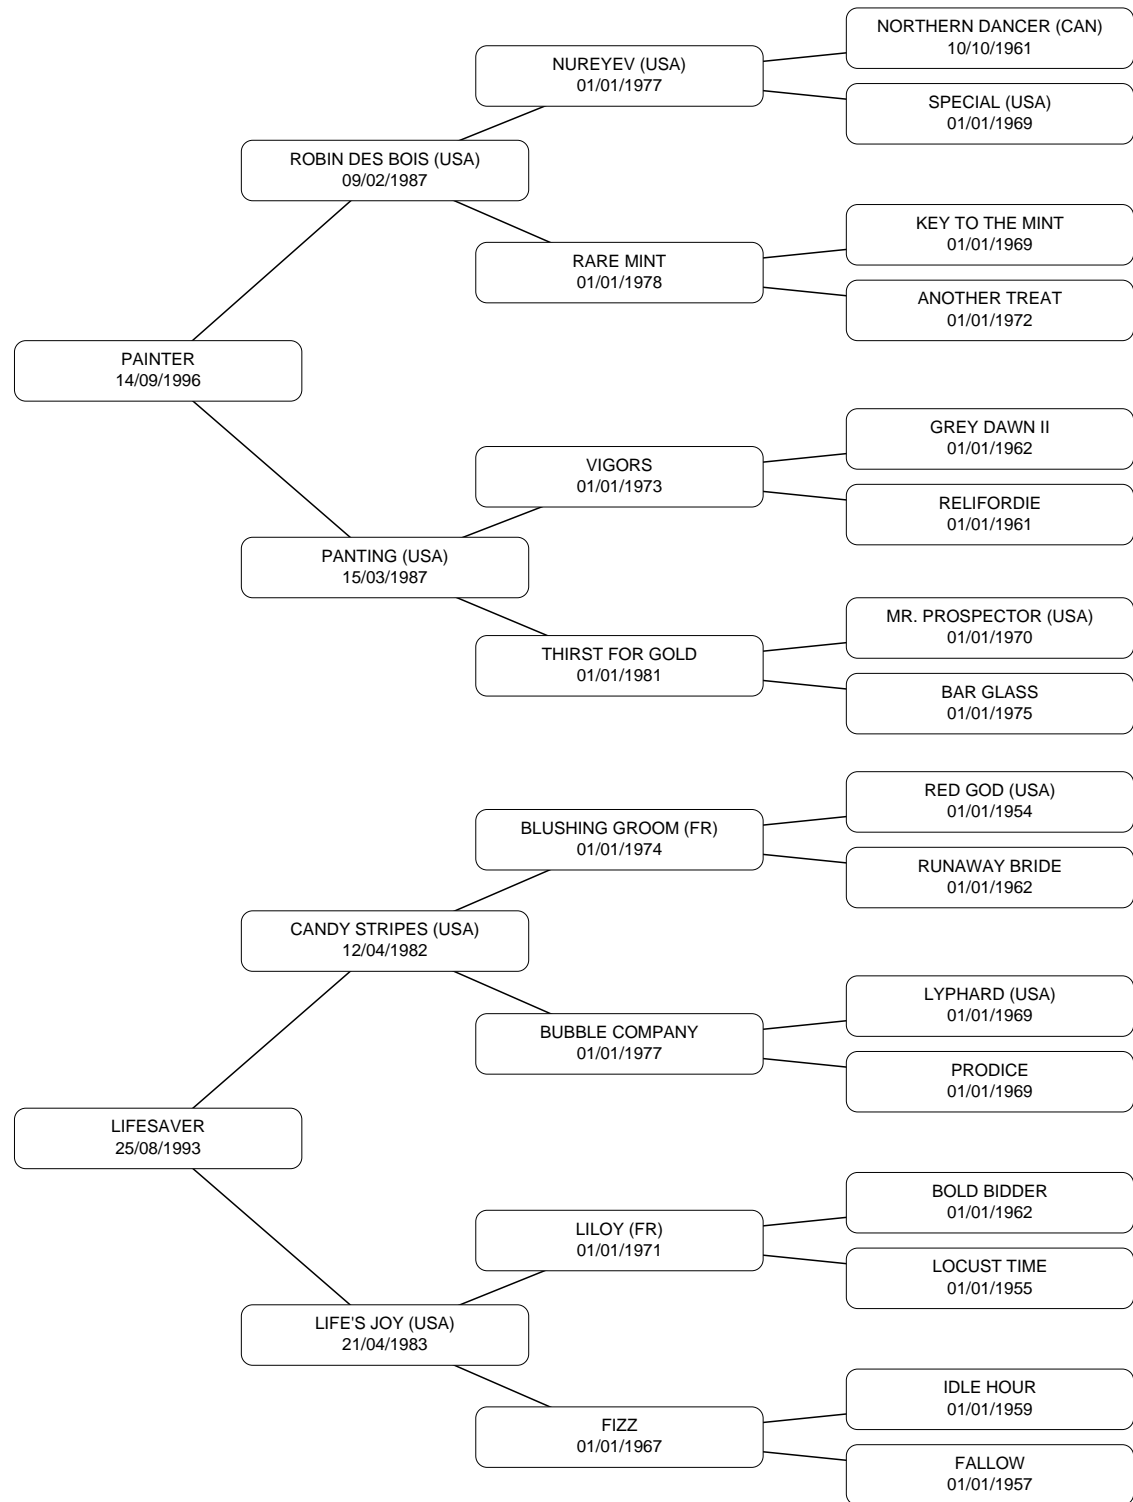 NORTHERN DANCER (CAN)
10/10/1961
NUREYEV (USA)
01/01/1977
SPECIAL (USA)
01/01/1969
ROBIN DES BOIS (USA)
09/02/1987
KEY TO THE MINT
01/01/1969
RARE MINT
01/01/1978
ANOTHER TREAT
01/01/1972
PAINTER
14/09/1996
GREY DAWN II
01/01/1962
VIGORS
01/01/1973
RELIFORDIE
01/01/1961
PANTING (USA)
15/03/1987
MR. PROSPECTOR (USA)
01/01/1970
THIRST FOR GOLD
01/01/1981
BAR GLASS
01/01/1975
RED GOD (USA)
01/01/1954
BLUSHING GROOM (FR)
01/01/1974
RUNAWAY BRIDE
01/01/1962
CANDY STRIPES (USA)
12/04/1982
LYPHARD (USA)
01/01/1969
BUBBLE COMPANY
01/01/1977
PRODICE
01/01/1969
LIFESAVER
25/08/1993
BOLD BIDDER
01/01/1962
LILOY (FR)
01/01/1971
LOCUST TIME
01/01/1955
LIFE'S JOY (USA)
21/04/1983
IDLE HOUR
01/01/1959
FIZZ
01/01/1967
FALLOW
01/01/1957